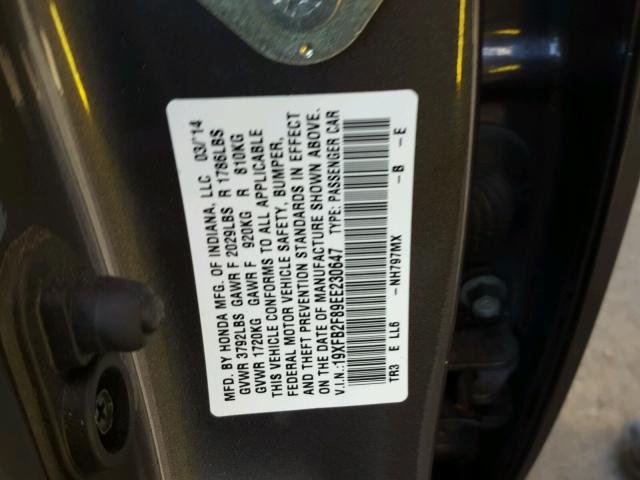 MFD. BY HONDA MFG. OF INDIANA, LLC 03/'14
GVWR 3792LBS GAWR F 2029LBS R 1786LBS
GVWR 1720KG GAWR F 920KG R 810KG
THIS VEHICLE CONFORMS TO ALL APPLICABLE
FEDERAL MOTOR VEHICLE SAFETY, BUMPER,
AND THEFT PREVENTION STANDARDS IN EFFECT
ON THE DATE OF MANUFACTURE SHOWN ABOVE.
V.I.N.:19XFB2F89EE230647 TYPE: PASSENGER CAR
TR3 E LL6 -NH797MX -B -E